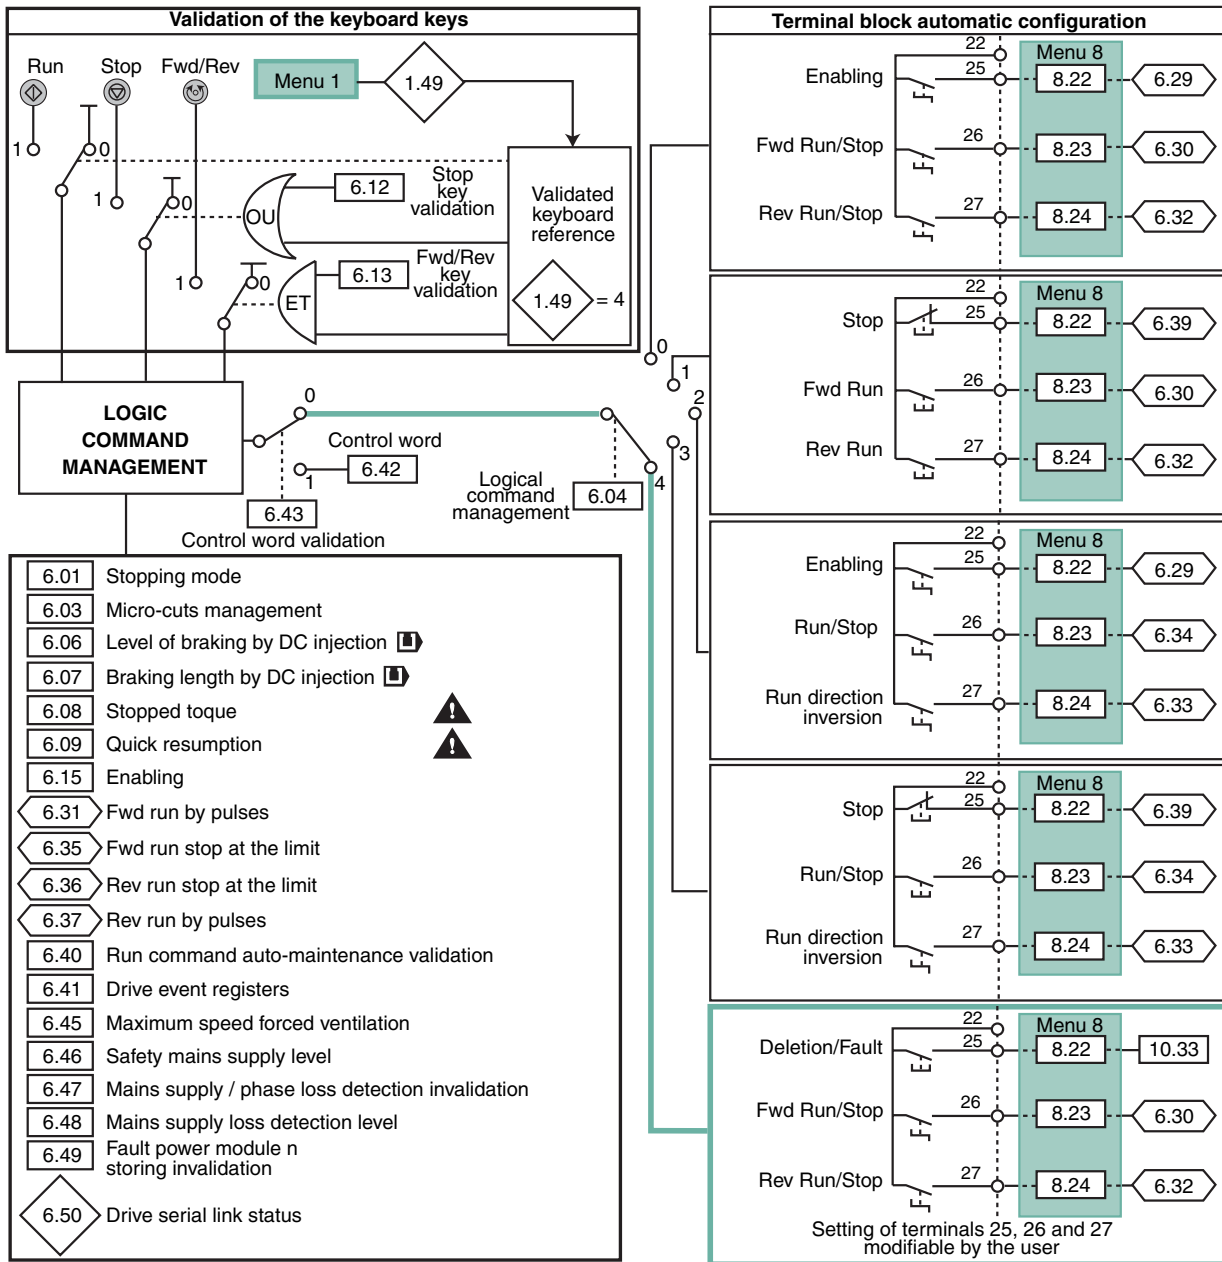 Validation of the keyboard keys
Run
Stop
Fwd/Rev
Menu 1
1.49
1
0
1
0
1
0
OU
6.12
Stop
key
validation
ET
6.13
Fwd/Rev
key
validation
Validated
keyboard
reference
1.49
= 4
LOGIC
COMMAND
MANAGEMENT
0
1
Control word
6.42
6.43
Control word validation
Logical
command
management
6.04
0
1
2
3
4
6.01 Stopping mode
6.03 Micro-cuts management
6.06 Level of braking by DC injection
6.07 Braking length by DC injection
6.08 Stopped toque
6.09 Quick resumption
6.15 Enabling
6.31 Fwd run by pulses
6.35 Fwd run stop at the limit
6.36 Rev run stop at the limit
6.37 Rev run by pulses
6.40 Run command auto-maintenance validation
6.41 Drive event registers
6.45 Maximum speed forced ventilation
6.46 Safety mains supply level
6.47 Mains supply / phase loss detection invalidation
6.48 Mains supply loss detection level
6.49 Fault power module n
storing invalidation
6.50 Drive serial link status
Terminal block automatic configuration
22 Menu 8
Enabling 25 8.22 6.29
Fwd Run/Stop 26 8.23 6.30
Rev Run/Stop 27 8.24 6.32
22 Menu 8
Stop 25 8.22 6.39
Fwd Run 26 8.23 6.30
Rev Run 27 8.24 6.32
22 Menu 8
Enabling 25 8.22 6.29
Run/Stop 26 8.23 6.34
Run direction
inversion 27 8.24 6.33
22 Menu 8
Stop 25 8.22 6.39
Run/Stop 26 8.23 6.34
Run direction
inversion 27 8.24 6.33
22 Menu 8
Deletion/Fault 25 8.22 10.33
Fwd Run/Stop 26 8.23 6.30
Rev Run/Stop 27 8.24 6.32
Setting of terminals 25, 26 and 27
modifiable by the user